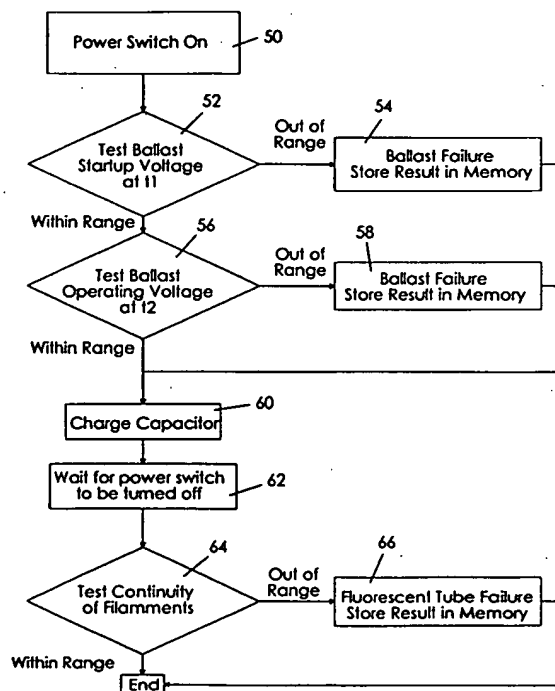 Power Switch On
50
52
Test Ballast
Startup Voltage
at t1
Out of
Range
54
Ballast Failure
Store Result in Memory
Within Range
56
Test Ballast
Operating Voltage
at t2
Out of
Range
58
Ballast Failure
Store Result in Memory
Within Range
Charge Capacitor
60
Wait for power switch
to be turned off
62
64
Test Continuity
of Filamments
Out of
Range
66
Fluorescent Tube Failure
Store Result in Memory
Within Range
End